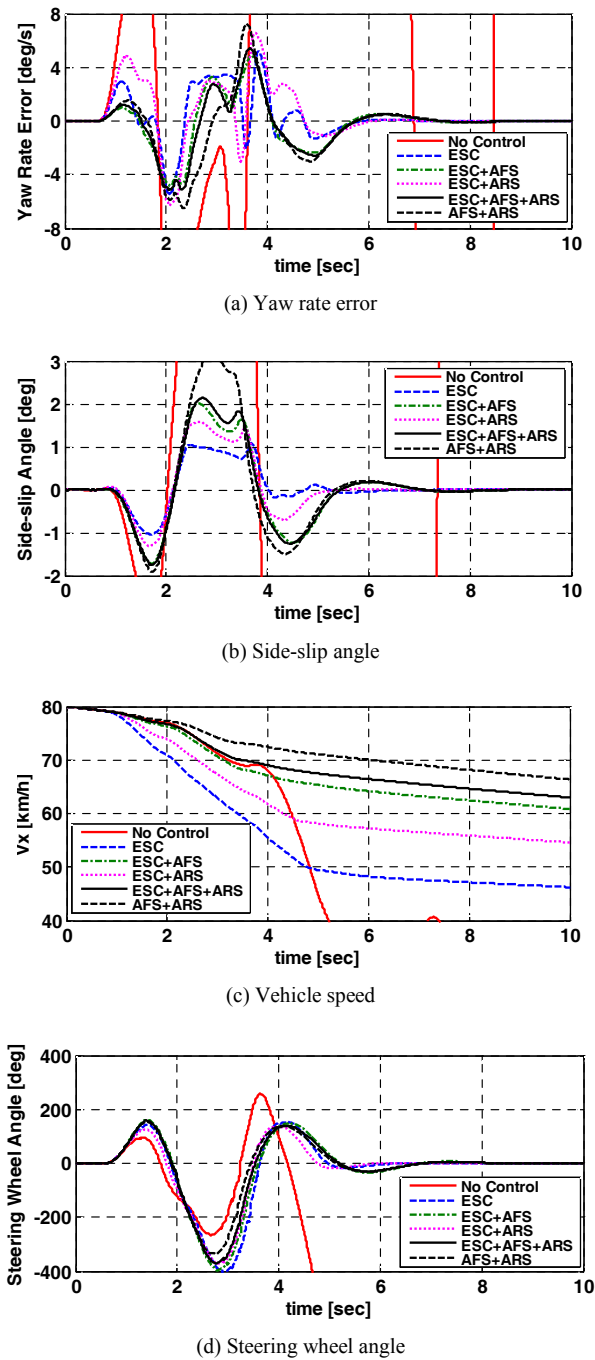 8
4
0
-4
-8
Yaw Rate Error [deg/s]
No Control
ESC
ESC+AFS
ESC+ARS
ESC+AFS+ARS
AFS+ARS
0 2 4 6 8 10
time [sec]
(a) Yaw rate error
3
2
1
0
-1
-2
Side-slip Angle [deg]
No Control
ESC
ESC+AFS
ESC+ARS
ESC+AFS+ARS
AFS+ARS
0 2 4 6 8 10
time [sec]
(b) Side-slip angle
80
70
60
50
40
Vx [km/h]
No Control
ESC
ESC+AFS
ESC+ARS
ESC+AFS+ARS
AFS+ARS
0 2 4 6 8 10
time [sec]
(c) Vehicle speed
400
200
0
-200
-400
Steering Wheel Angle [deg]
No Control
ESC
ESC+AFS
ESC+ARS
ESC+AFS+ARS
AFS+ARS
0 2 4 6 8 10
time [sec]
(d) Steering wheel angle